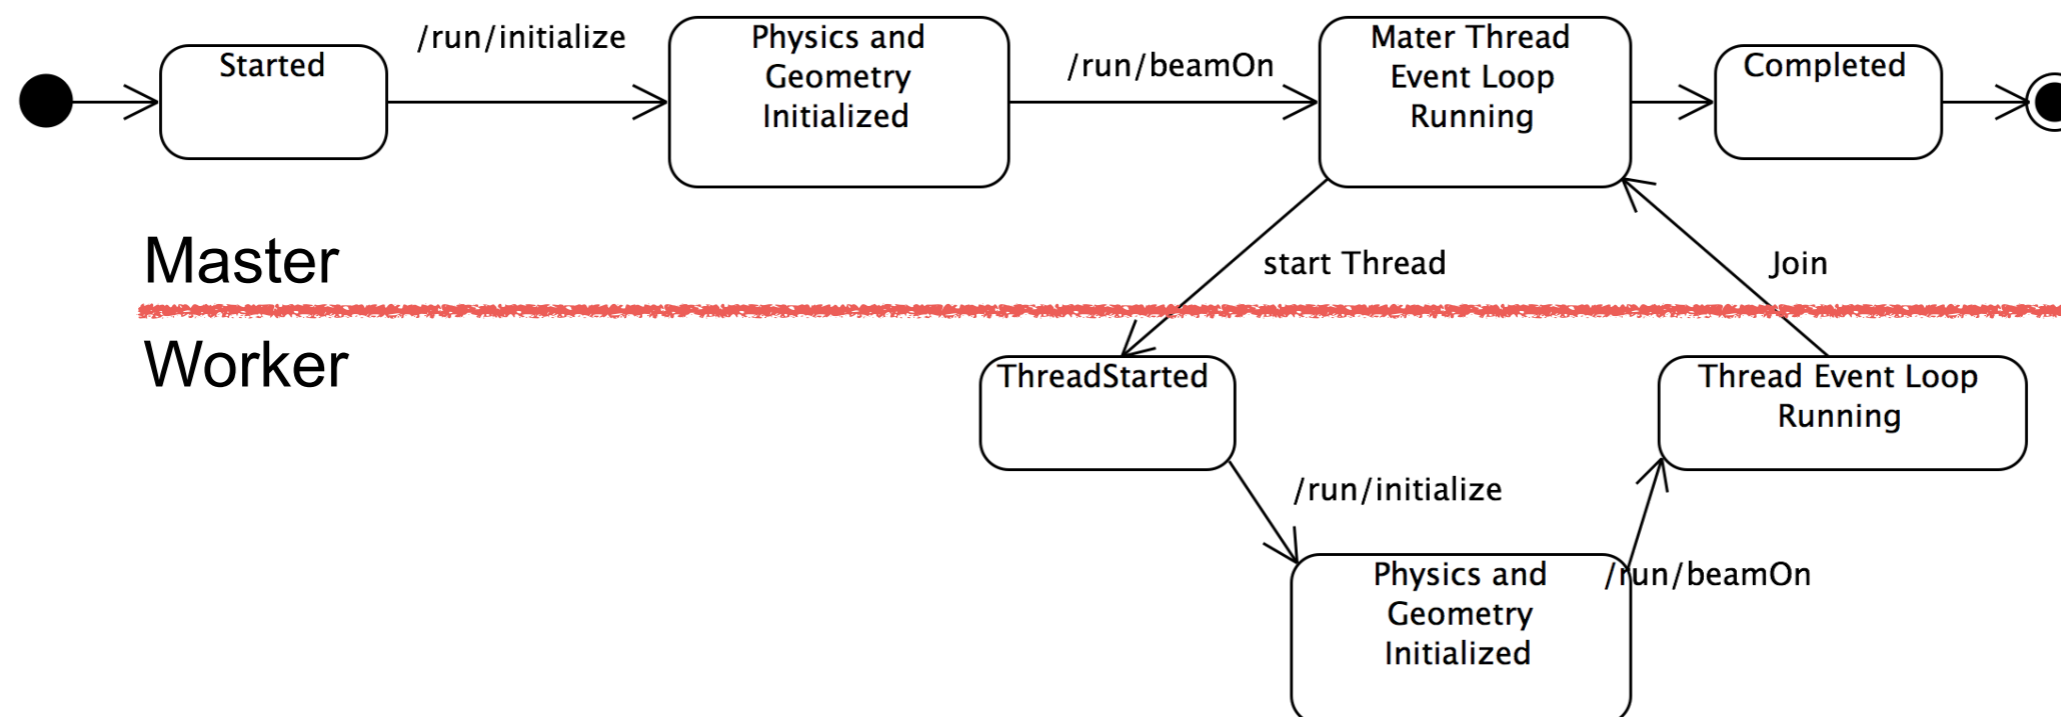 /run/initialize
Started
Physics and
Geometry
Initialized
/run/beamOn
Mater Thread
Event Loop
Running
Completed
Master
start Thread
Join
Worker
ThreadStarted
Thread Event Loop
Running
/run/initialize
Physics and
Geometry
Initialized
/run/beamOn